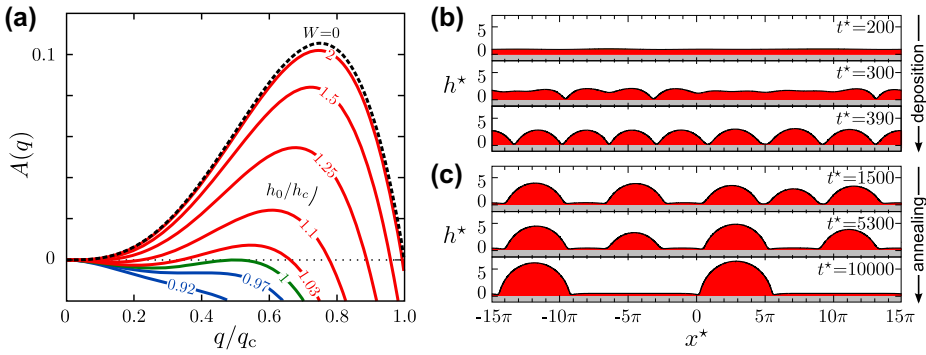 (a)
A(q)
0.1
0
W=0
2
1.5
1.25
h₀/h_c
1.1
1.03
1
0.97
0.92
0 0.2 0.4 0.6 0.8 1.0
q/q_c
(b)
h⋆
5
0
t⋆=200
5
0
t⋆=300
5
0
t⋆=390
deposition
(c)
h⋆
5
0
t⋆=1500
5
0
t⋆=5300
5
0
t⋆=10000
annealing
-15π -10π -5π 0 5π 10π 15π
x⋆